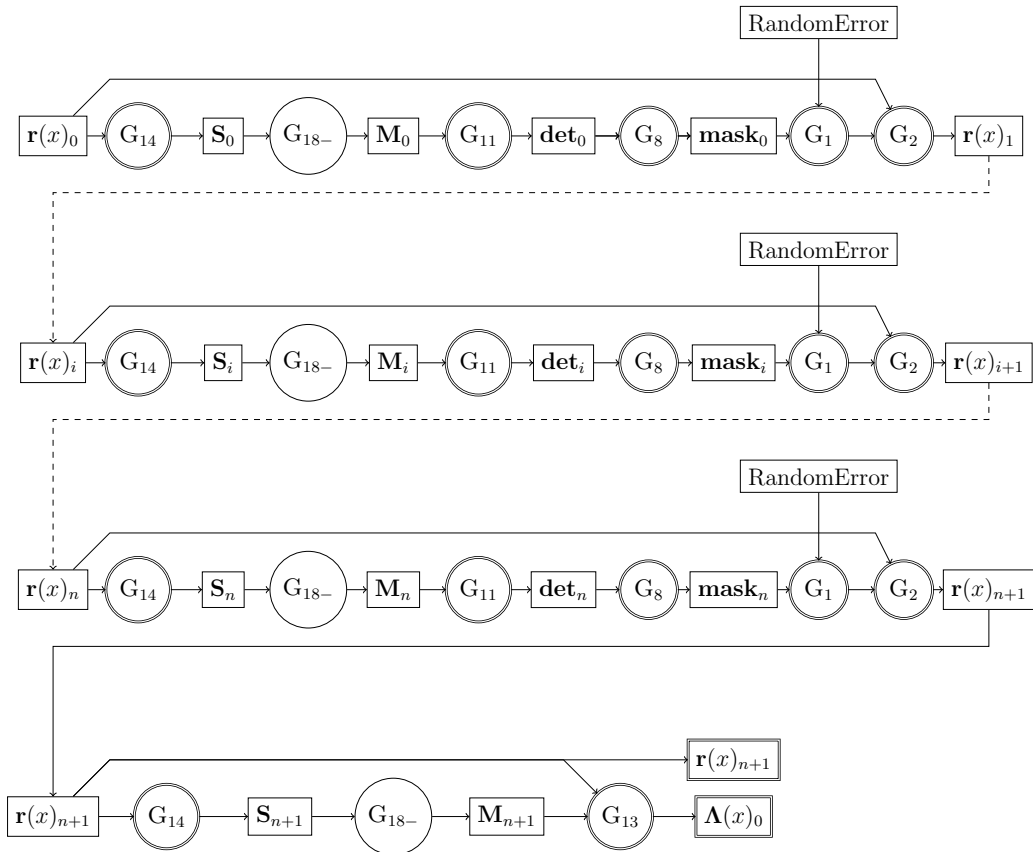 RandomError
𝐫(x)₀ G₁₄ 𝐒₀ G₁₈₋ 𝐌₀ G₁₁ 𝐝𝐞𝐭₀ G₈ 𝐦𝐚𝐬𝐤₀ G₁ G₂ 𝐫(x)₁
RandomError
𝐫(x)ᵢ G₁₄ 𝐒ᵢ G₁₈₋ 𝐌ᵢ G₁₁ 𝐝𝐞𝐭ᵢ G₈ 𝐦𝐚𝐬𝐤ᵢ G₁ G₂ 𝐫(x)ᵢ₊₁
RandomError
𝐫(x)ₙ G₁₄ 𝐒ₙ G₁₈₋ 𝐌ₙ G₁₁ 𝐝𝐞𝐭ₙ G₈ 𝐦𝐚𝐬𝐤ₙ G₁ G₂ 𝐫(x)ₙ₊₁
𝐫(x)ₙ₊₁
𝐫(x)ₙ₊₁ G₁₄ 𝐒ₙ₊₁ G₁₈₋ 𝐌ₙ₊₁ G₁₃ 𝚲(x)₀